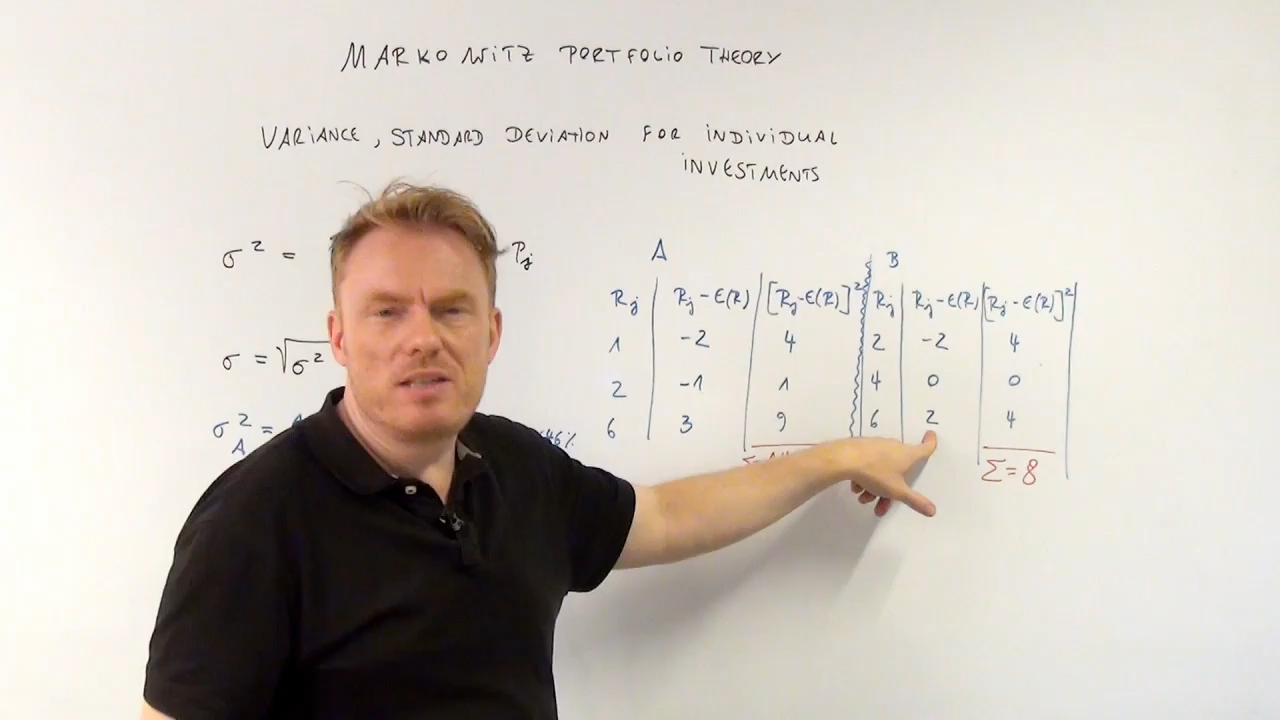 MARKOWITZ PORTFOLIO THEORY
VARIANCE, STANDARD DEVIATION FOR INDIVIDUAL
INVESTMENTS
σ² = Pj
A B
Rj Rj-E(R) [Rj-E(R)]² Rj Rj-E(R) [Rj-E(R)]²
1 -2 4 2 -2 4
σ = √σ²
2 -1 1 4 0 0
6 3 9 6 2 4
σ²A =
Σ=8